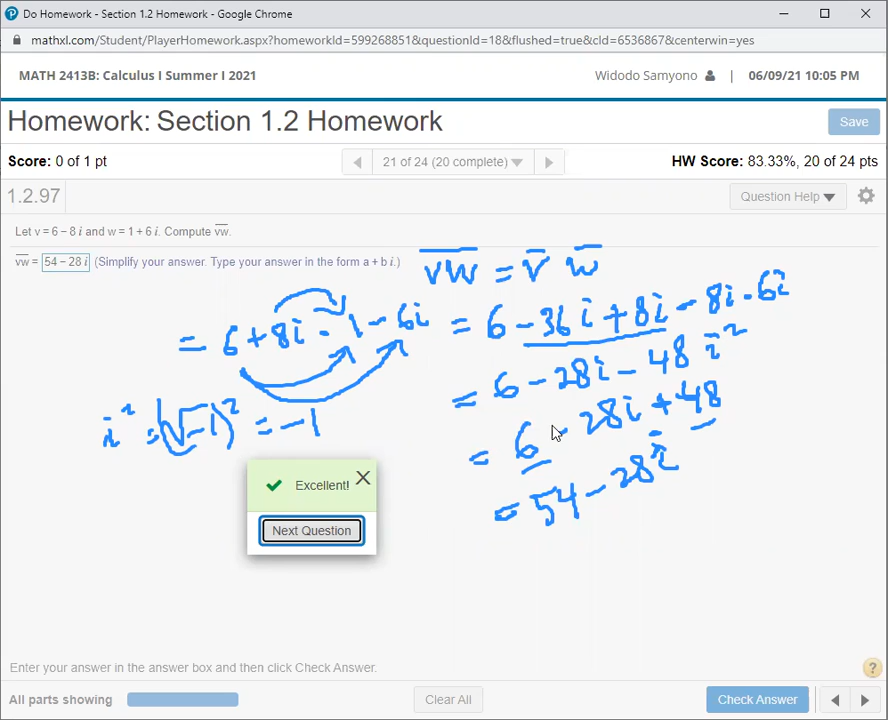 Do Homework - Section 1.2 Homework - Google Chrome
mathxl.com/Student/PlayerHomework.aspx?homeworkId=599268851&questionId=18&flushed=true&cId=6536867&centerwin=yes
MATH 2413B: Calculus I Summer I 2021
Widodo Samyono | 06/09/21 10:05 PM
Homework: Section 1.2 Homework
Save
Score: 0 of 1 pt
21 of 24 (20 complete)
HW Score: 83.33%, 20 of 24 pts
1.2.97
Question Help
Let v = 6 − 8 i and w = 1 + 6 i. Compute v̅w̅.
v̅w̅ = 54 − 28 i (Simplify your answer. Type your answer in the form a + b i.)
v̅w̅ = v̅ w̅
= 6 + 8i · 1 − 6i = 6 − 36i + 8i − 8i · 6i
= 6 − 28i − 48 i²
i² = (√−1)² = −1
= 6 − 28i + 48
= 54 − 28i
Excellent!
Next Question
Enter your answer in the answer box and then click Check Answer.
?
All parts showing
Clear All
Check Answer